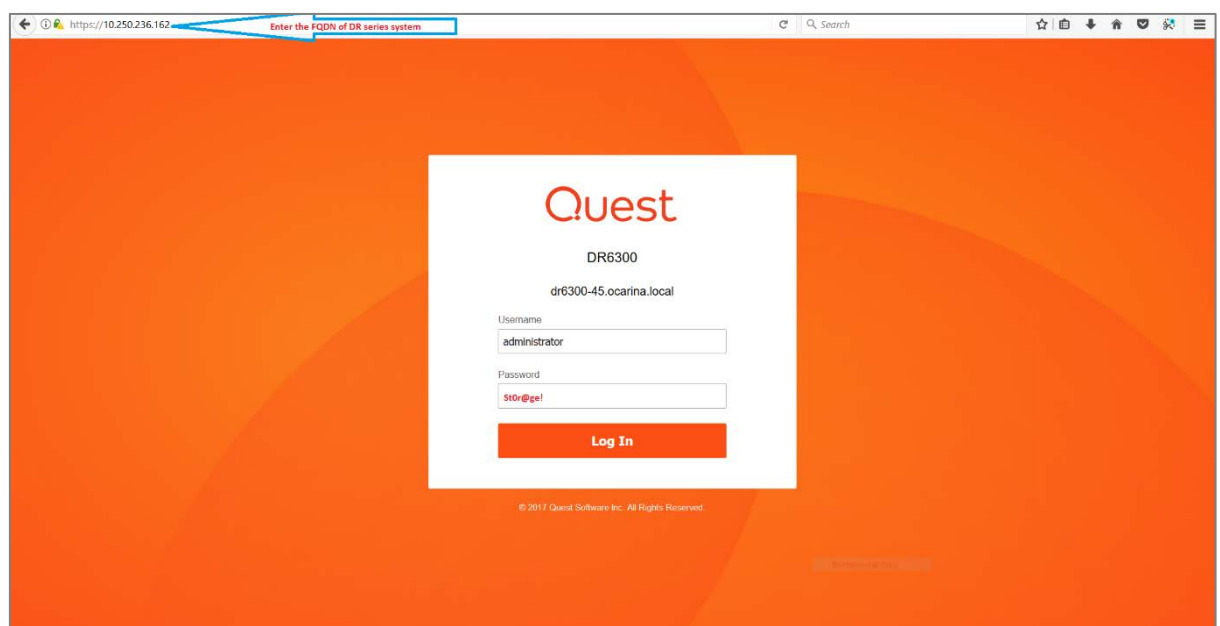 https://10.250.236.162
Enter the FQDN of DR series system
Search
Quest
DR6300
dr6300-45.ocarina.local
Username
administrator
Password
St0r@ge!
Log In
© 2017 Quest Software Inc. All Rights Reserved.